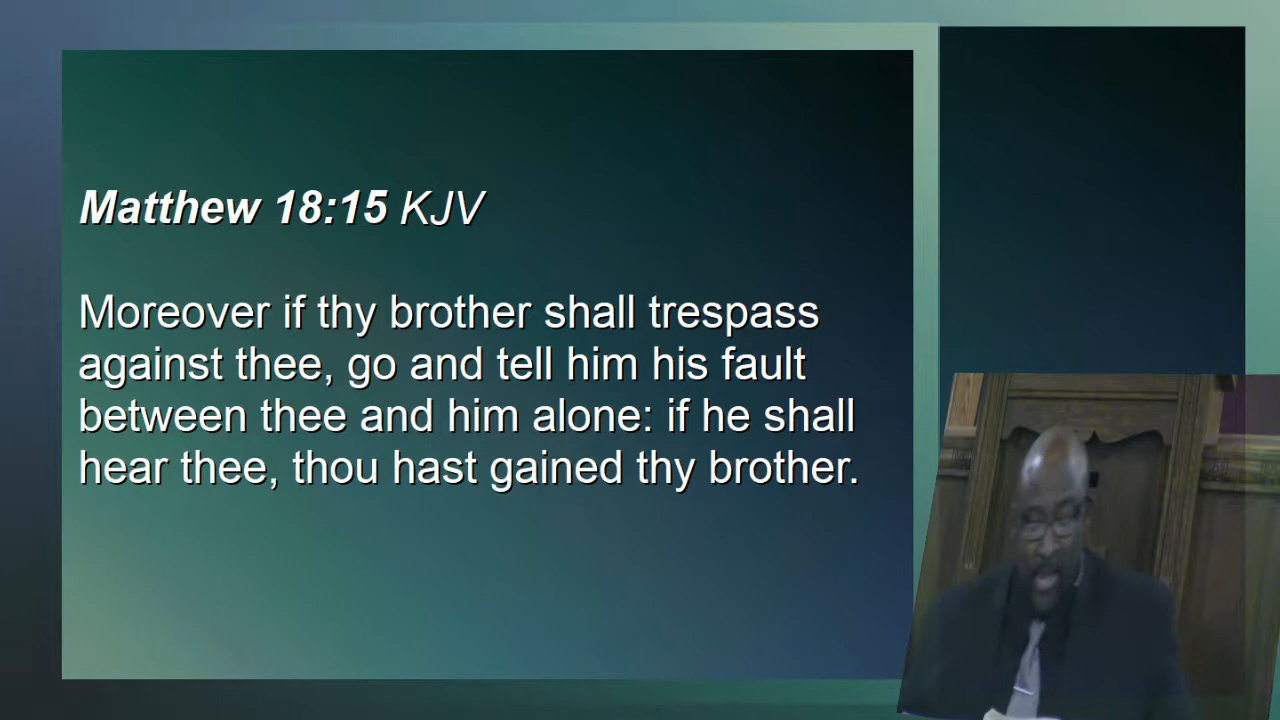 Matthew 18:15 KJV
Moreover if thy brother shall trespass
against thee, go and tell him his fault
between thee and him alone: if he shall
hear thee, thou hast gained thy brother.